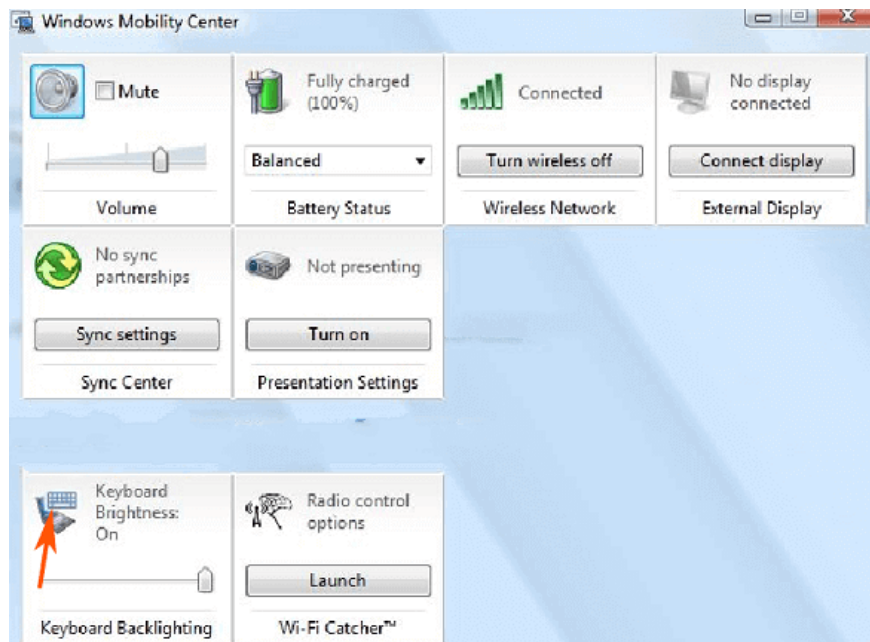 Windows Mobility Center
Mute
Volume
Fully charged
(100%)
Balanced
Battery Status
Connected
Turn wireless off
Wireless Network
No display
connected
Connect display
External Display
No sync
partnerships
Sync settings
Sync Center
Not presenting
Turn on
Presentation Settings
Keyboard
Brightness:
On
Keyboard Backlighting
Radio control
options
Launch
Wi-Fi Catcher™